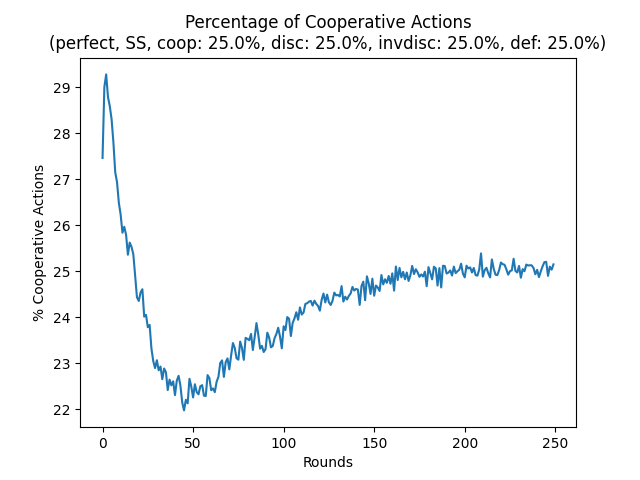 Percentage of Cooperative Actions
(perfect, SS, coop: 25.0%, disc: 25.0%, invdisc: 25.0%, def: 25.0%)
% Cooperative Actions
29
28
27
26
25
24
23
22
0 50 100 150 200 250
Rounds